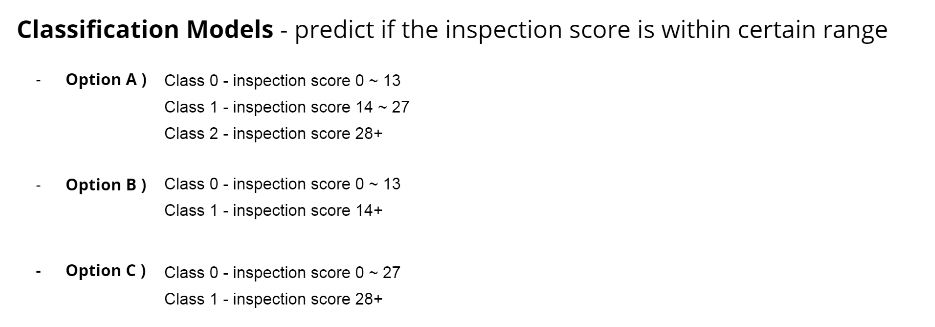 Classification Models - predict if the inspection score is within certain range
- Option A ) Class 0 - inspection score 0 ~ 13
Class 1 - inspection score 14 ~ 27
Class 2 - inspection score 28+
- Option B ) Class 0 - inspection score 0 ~ 13
Class 1 - inspection score 14+
- Option C ) Class 0 - inspection score 0 ~ 27
Class 1 - inspection score 28+